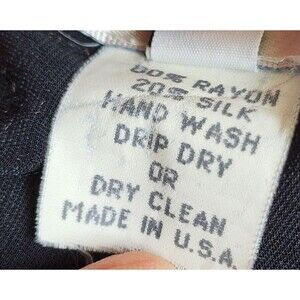 80% RAYON
20% SILK
HAND WASH
DRIP DRY
OR
DRY CLEAN
MADE IN U.S.A.